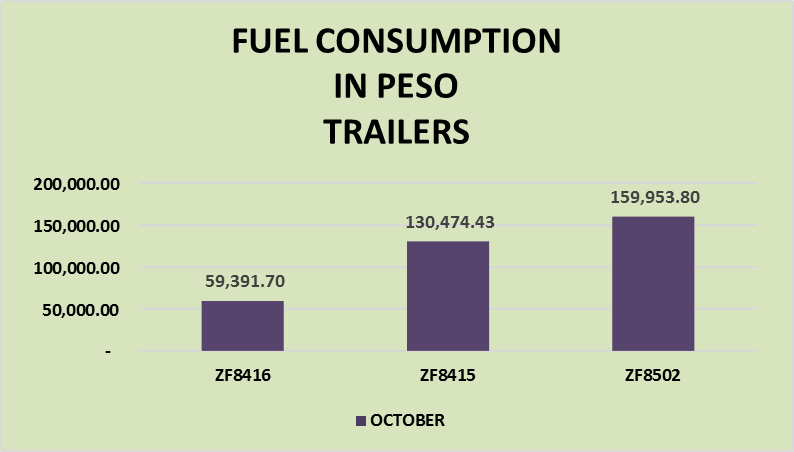 FUEL CONSUMPTION
IN PESO
TRAILERS
200,000.00
150,000.00
100,000.00
50,000.00
-
59,391.70
130,474.43
159,953.80
ZF8416
ZF8415
ZF8502
OCTOBER